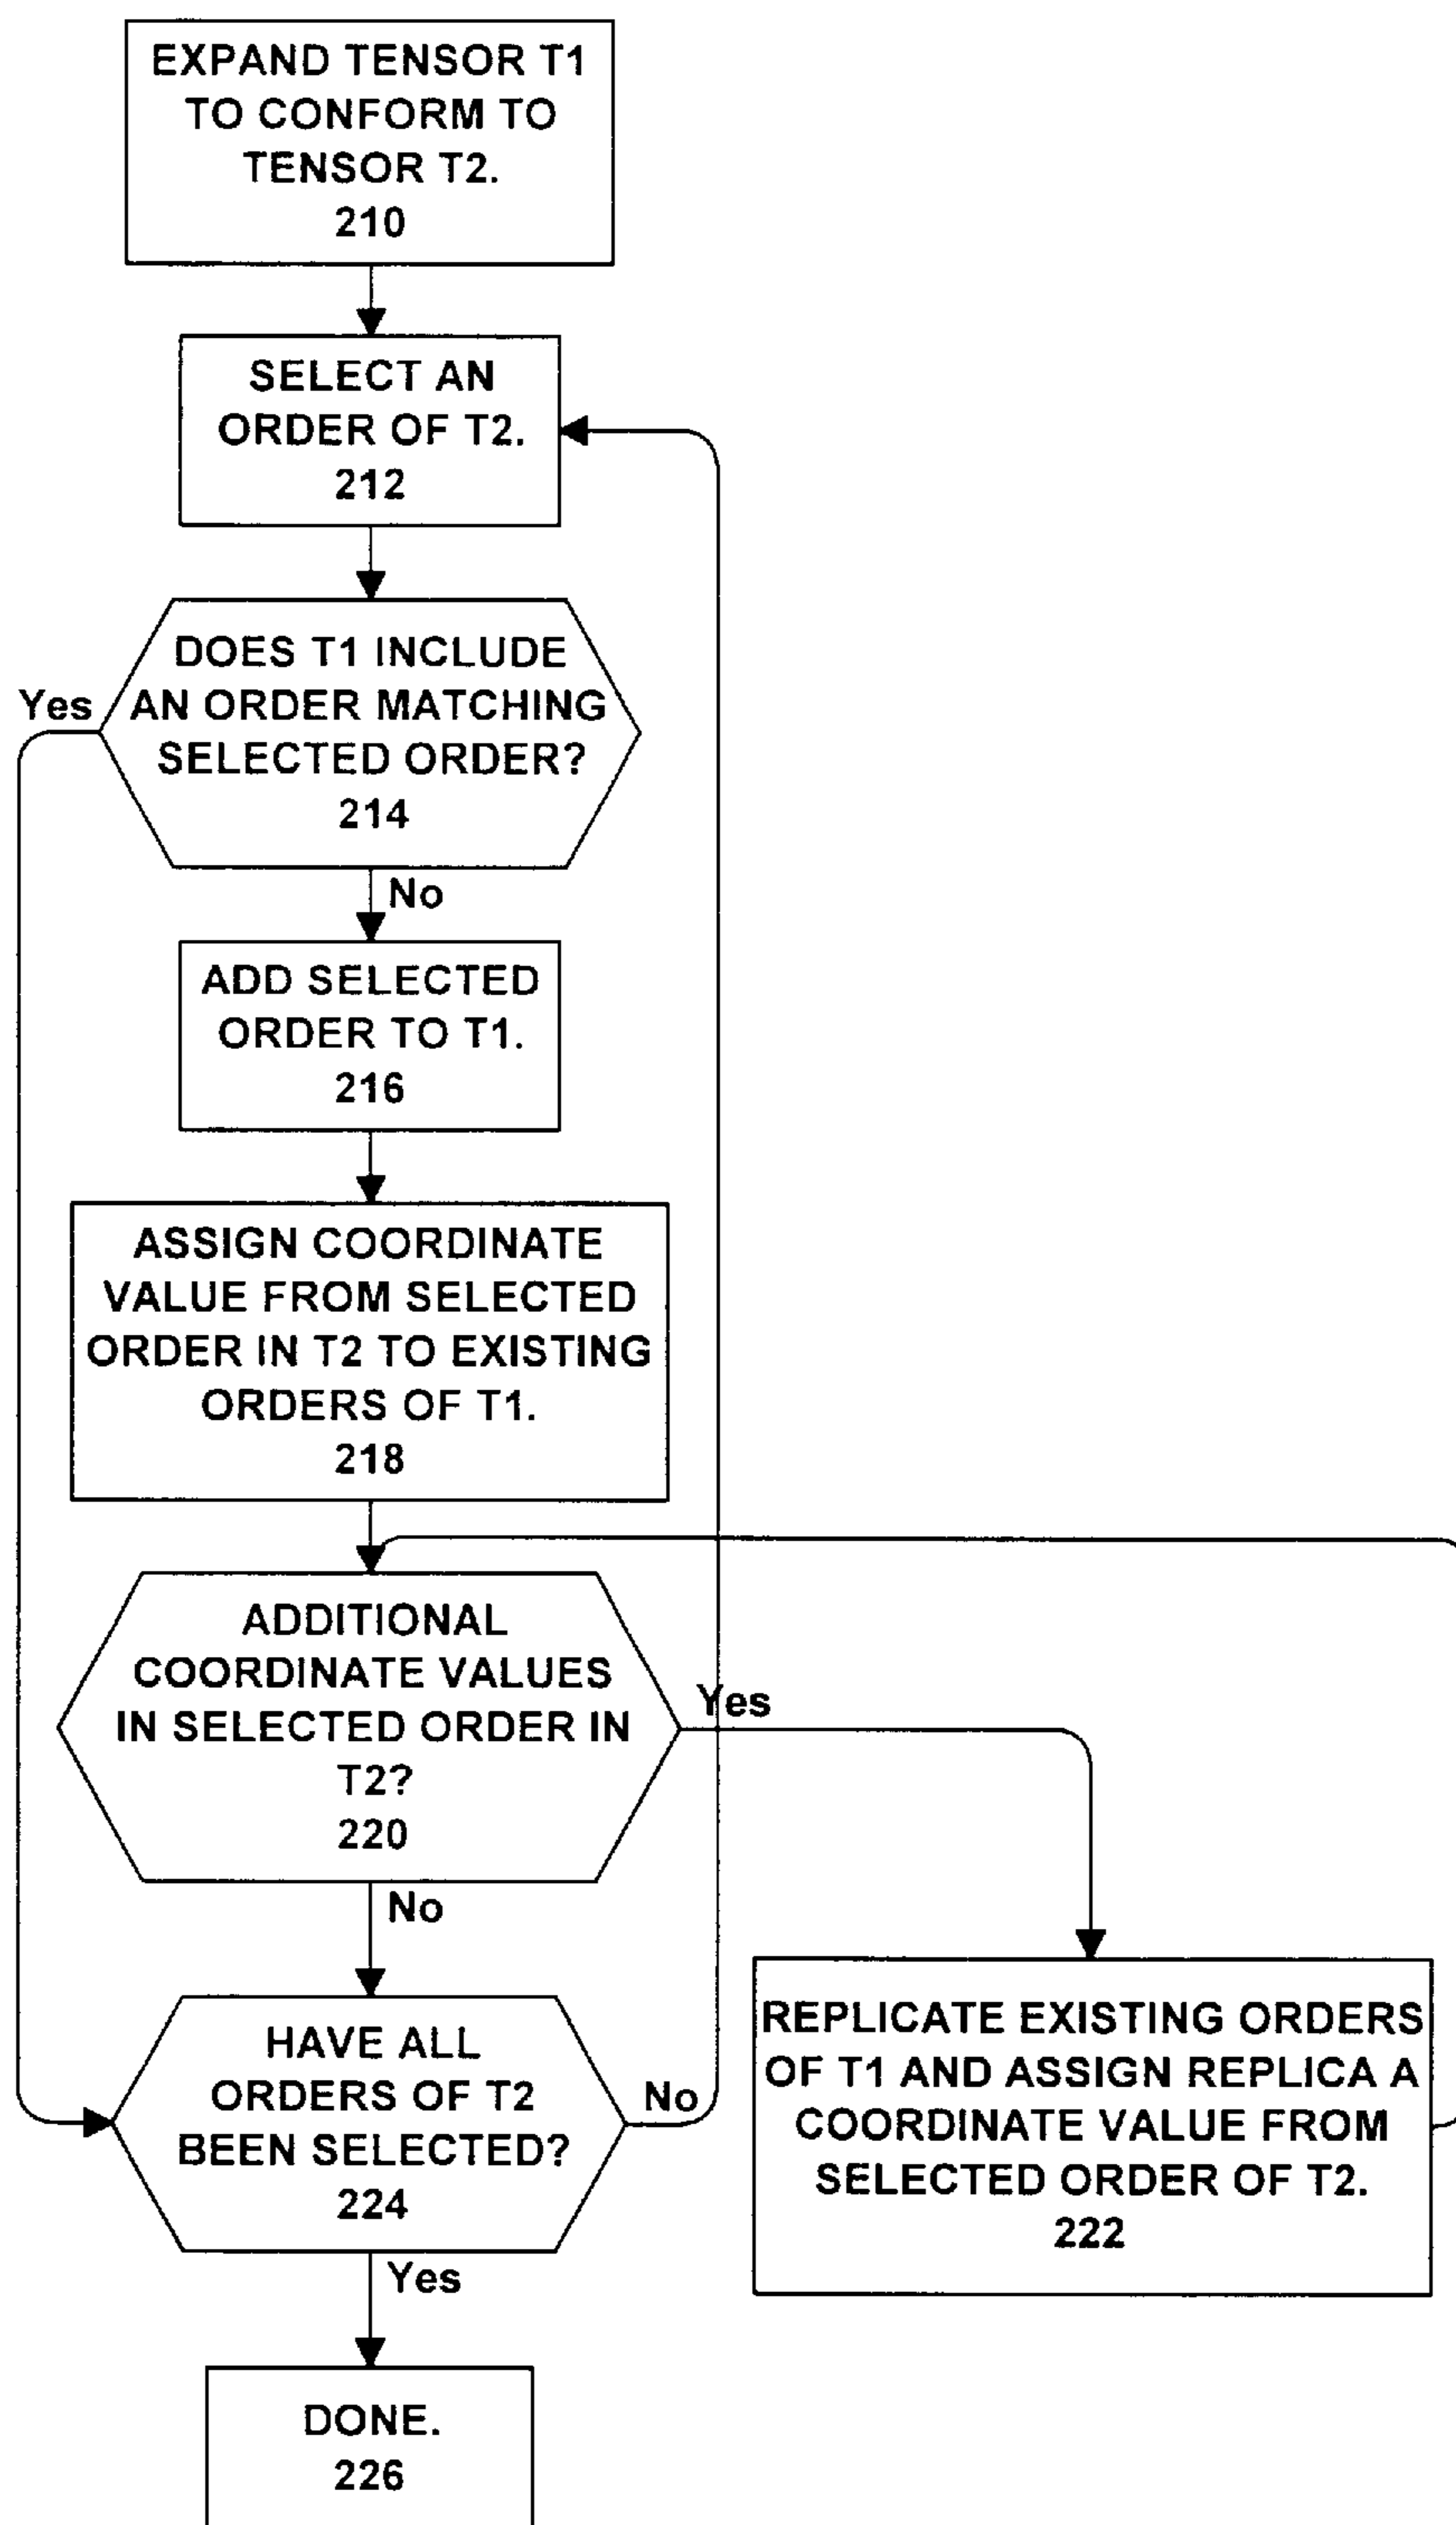 EXPAND TENSOR T1
TO CONFORM TO
TENSOR T2.
210
SELECT AN
ORDER OF T2.
212
DOES T1 INCLUDE
AN ORDER MATCHING
SELECTED ORDER?
214
Yes
No
ADD SELECTED
ORDER TO T1.
216
ASSIGN COORDINATE
VALUE FROM SELECTED
ORDER IN T2 TO EXISTING
ORDERS OF T1.
218
ADDITIONAL
COORDINATE VALUES
IN SELECTED ORDER IN
T2?
220
Yes
No
REPLICATE EXISTING ORDERS
OF T1 AND ASSIGN REPLICA A
COORDINATE VALUE FROM
SELECTED ORDER OF T2.
222
HAVE ALL
ORDERS OF T2
BEEN SELECTED?
224
No
Yes
DONE.
226